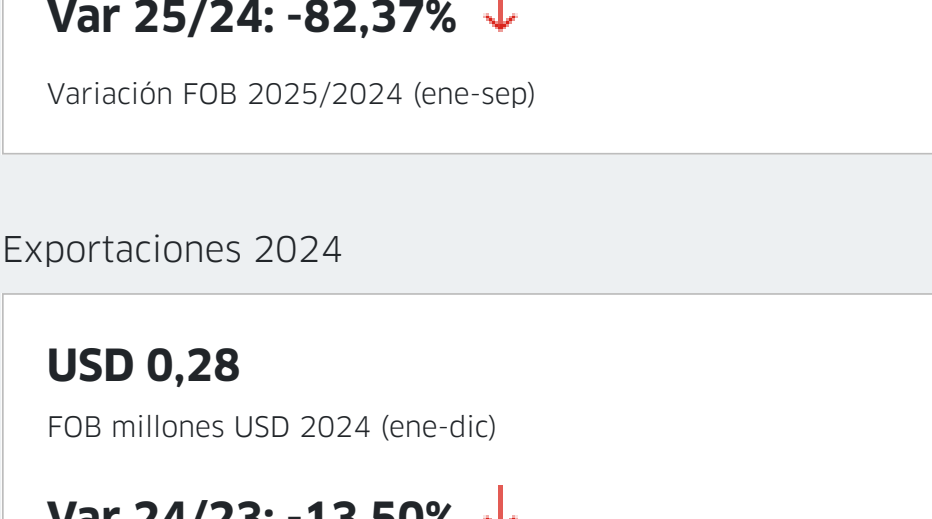 Var 25/24: -82,37%
Variación FOB 2025/2024 (ene-sep)
Exportaciones 2024
USD 0,28
FOB millones USD 2024 (ene-dic)
Var 24/23: -13,50%